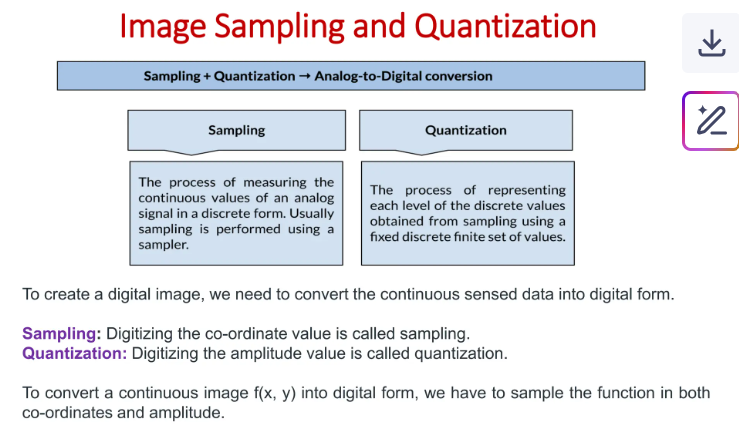 Image Sampling and Quantization
Sampling + Quantization → Analog-to-Digital conversion
Sampling
The process of measuring the
continuous values of an analog
signal in a discrete form. Usually
sampling is performed using a
sampler.
Quantization
The process of representing
each level of the discrete values
obtained from sampling using a
fixed discrete finite set of values.
To create a digital image, we need to convert the continuous sensed data into digital form.
Sampling: Digitizing the co-ordinate value is called sampling.
Quantization: Digitizing the amplitude value is called quantization.
To convert a continuous image f(x, y) into digital form, we have to sample the function in both
co-ordinates and amplitude.